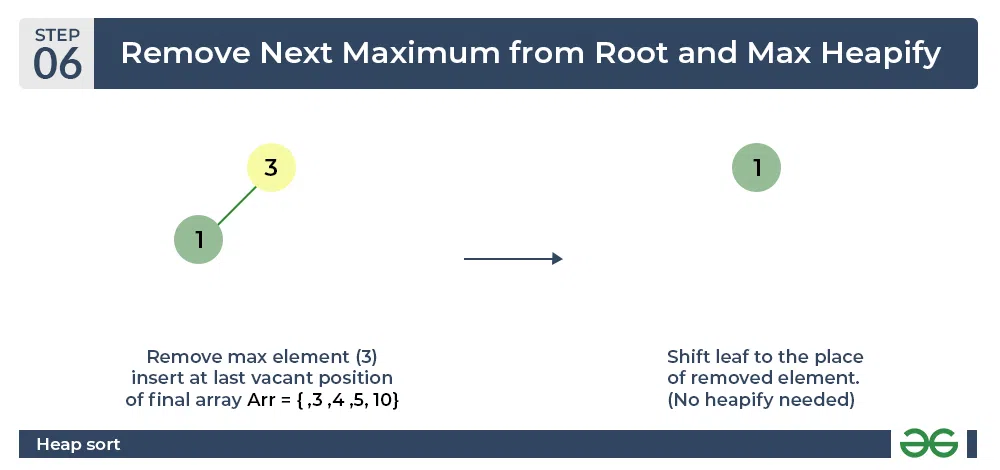 STEP
06
Remove Next Maximum from Root and Max Heapify
3
1
1
Remove max element (3)
insert at last vacant position
of final array Arr = { ,3 ,4 ,5, 10}
Shift leaf to the place
of removed element.
(No heapify needed)
Heap sort